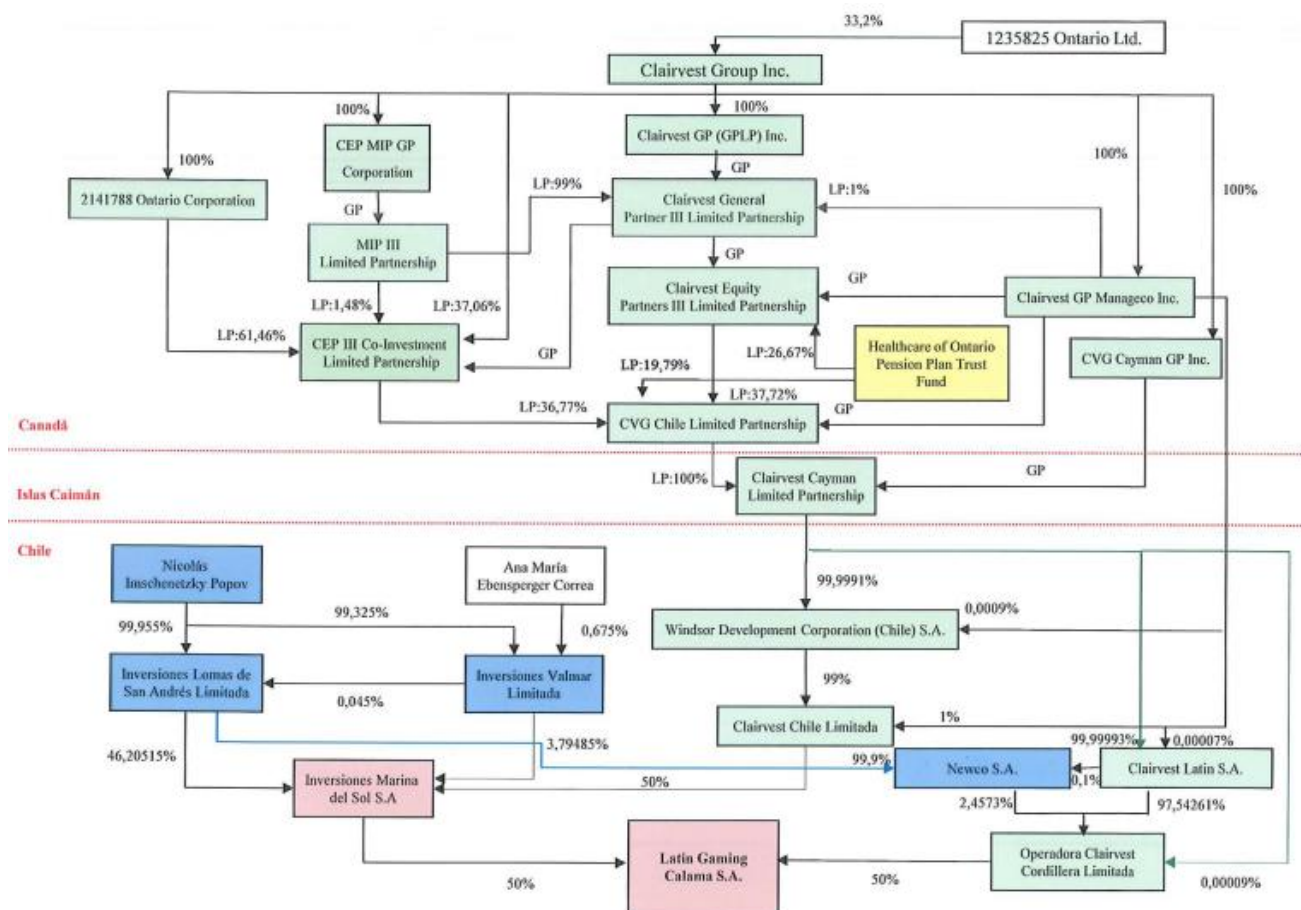 33,2%
1235825 Ontario Ltd.
Clairvest Group Inc.
100%
100%
Clairvest GP (GPLP) Inc.
CEP MIP GP
Corporation
100%
100%
100%
GP
2141788 Ontario Corporation
LP:99%
Clairvest General
Partner III Limited Partnership
LP:1%
GP
MIP III
Limited Partnership
GP
Clairvest Equity
Partners III Limited Partnership
GP
Clairvest GP Manageco Inc.
LP:1,48%
LP:37,06%
LP:61,46%
CEP III Co-Investment
Limited Partnership
GP
LP:26,67%
Healthcare of Ontario
Pension Plan Trust
Fund
CVG Cayman GP Inc.
LP:19,79%
LP:37,72%
LP:36,77%
CVG Chile Limited Partnership
GP
Canadá
Islas Caimán
LP:100%
Clairvest Cayman
Limited Partnership
GP
Chile
Nicolás
Imschenetzky Popov
Ana María
Ebensperger Correa
99,9991%
99,325%
99,955%
0,675%
0,0009%
Windsor Development Corporation (Chile) S.A.
Inversiones Lomas de
San Andrés Limitada
Inversiones Valmar
Limitada
0,045%
99%
Clairvest Chile Limitada
1%
46,20515%
3,79485%
99,99993%
0,00007%
99,9%
Newco S.A.
0,1%
Clairvest Latin S.A.
Inversiones Marina
del Sol S.A
50%
2,4573%
97,54261%
Latin Gaming
Calama S.A.
Operadora Clairvest
Cordillera Limitada
50%
50%
0,00009%